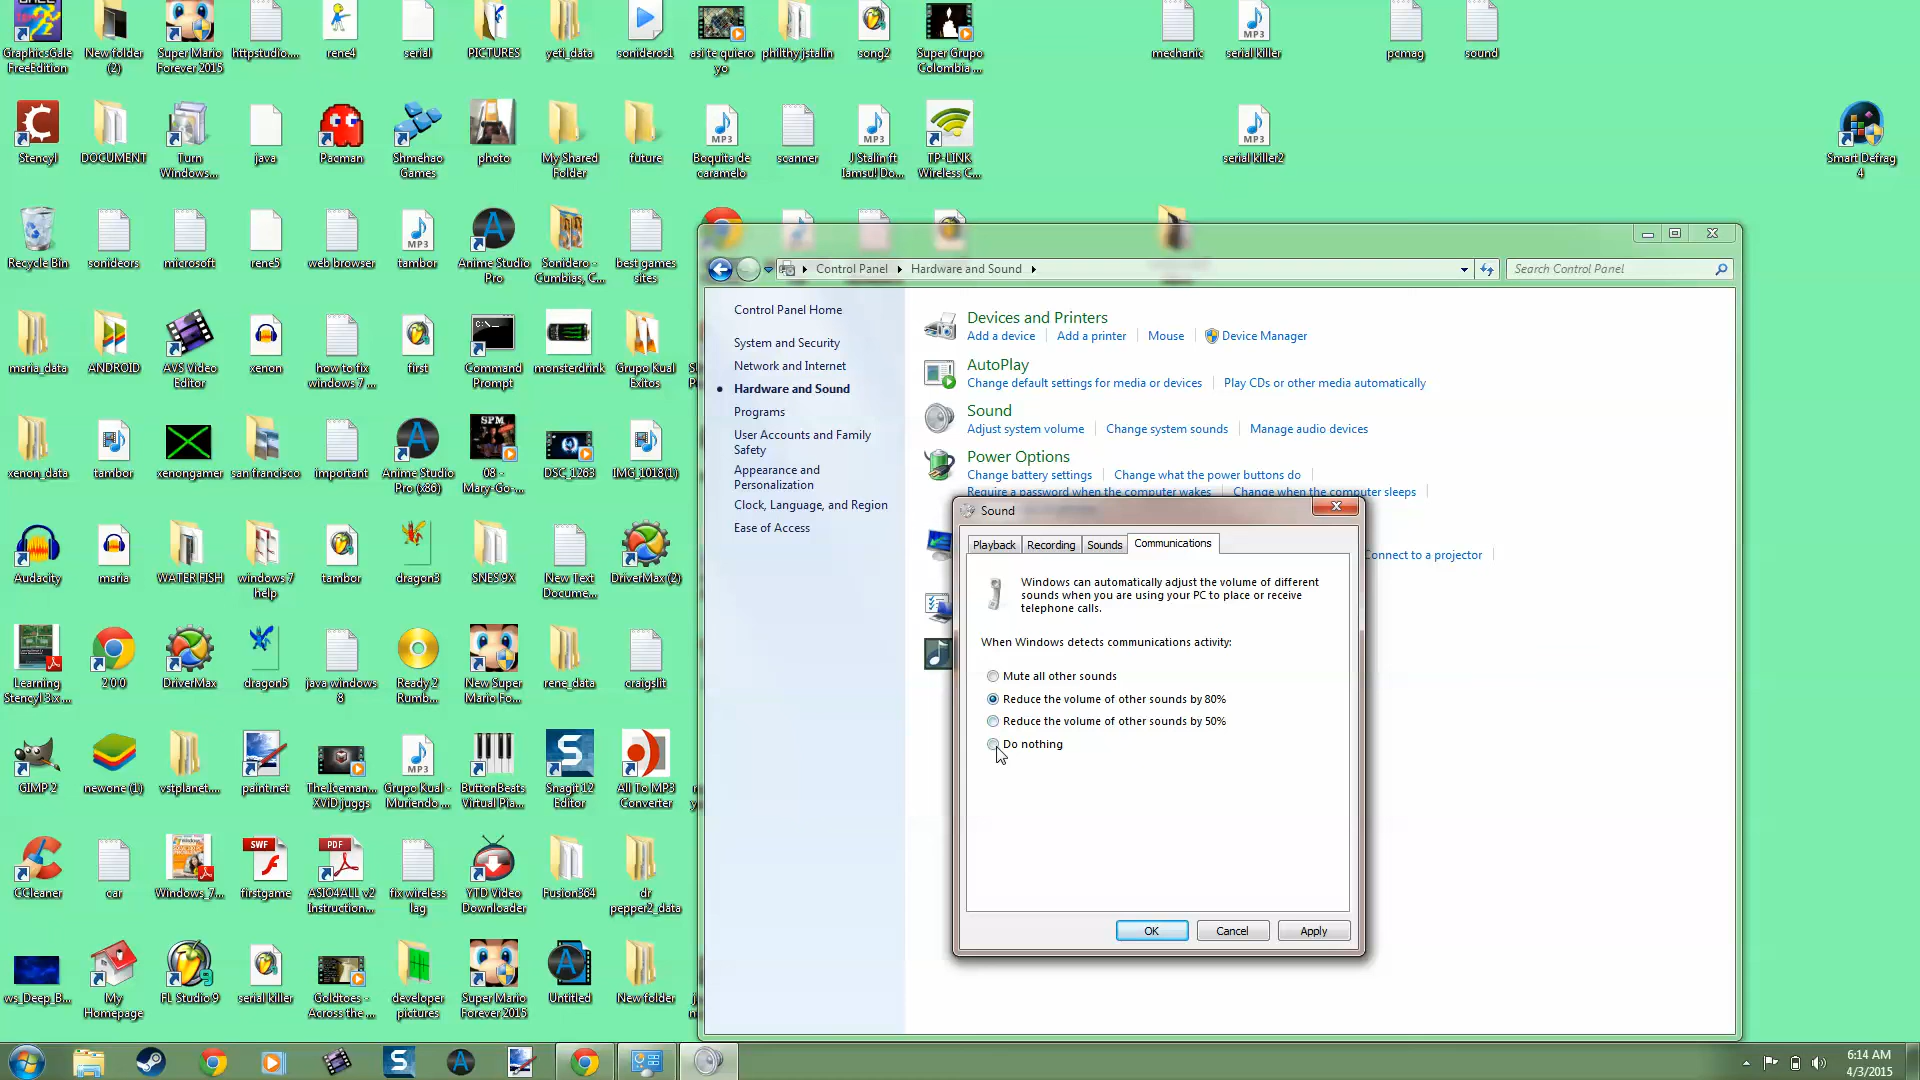 GraphicsGale
FreeEdition
New folder
(2)
Super Mario
Forever 2015
httpstudio....
rene4
serial
PICTURES
yeti_data
sonideros1
asi te quiero
yo
philthy jstalin
song2
Super Grupo
Colombia ...
mechanic
serial killer
pcmag
sound
Stencyl
DOCUMENT
Turn
Windows...
java
Pacman
Shmehao
Games
photo
My Shared
Folder
future
Boquita de
caramelo
scanner
J Stalin ft
Iamsu! Do...
TP-LINK
Wireless C...
serial killer2
Smart Defrag
4
Recycle Bin
sonideors
microsoft
rene5
web browser
tambor
Anime Studio
Pro
Sonidero -
Cumbias, C...
best games
sites
maria_data
ANDROID
AVS Video
Editor
xenon
how to fix
windows 7 ...
first
Command
Prompt
monsterdrink
Grupo Kual
Exitos
xenon_data
tambor
xenongamer
san francisco
important
Anime Studio
Pro (x86)
08 -
Mary-Go-...
DSC_1263
IMG_1018(1)
Audacity
maria
WATER FISH
windows 7
help
tambor
dragon3
SNES 9X
New Text
Docume...
DriverMax (2)
Learning
Stencyl 3.x ...
2.0.0
DriverMax
dragon5
java windows
8
Ready 2
Rumb...
New Super
Mario Fo...
rene_data
craigslit
GIMP 2
newone (1)
vstplanet....
paint.net
The.Iceman...
XViD juggs
Grupo Kual -
Muriendo ...
ButtonBeats
Virtual Pia...
Snagit 12
Editor
All To MP3
Converter
CCleaner
car
Windows_7...
firstgame
ASIO4ALL v2
Instruction...
fix wireless
lag
YTD Video
Downloader
Fusion364
dr
pepper2_data
ws_Deep_B...
My
Homepage
FL Studio 9
serial killer
Goldtoes -
Across the ...
developer
pictures
Super Mario
Forever 2015
Untitled
New folder
Control Panel
Hardware and Sound
Search Control Panel
Control Panel Home
System and Security
Network and Internet
Hardware and Sound
Programs
User Accounts and Family
Safety
Appearance and
Personalization
Clock, Language, and Region
Ease of Access
Devices and Printers
Add a device
Add a printer
Mouse
Device Manager
AutoPlay
Change default settings for media or devices
Play CDs or other media automatically
Sound
Adjust system volume
Change system sounds
Manage audio devices
Power Options
Change battery settings
Change what the power buttons do
Require a password when the computer wakes
Change when the computer sleeps
Connect to a projector
Sound
Playback
Recording
Sounds
Communications
Windows can automatically adjust the volume of different
sounds when you are using your PC to place or receive
telephone calls.
When Windows detects communications activity:
Mute all other sounds
Reduce the volume of other sounds by 80%
Reduce the volume of other sounds by 50%
Do nothing
OK
Cancel
Apply
6:14 AM
4/3/2015